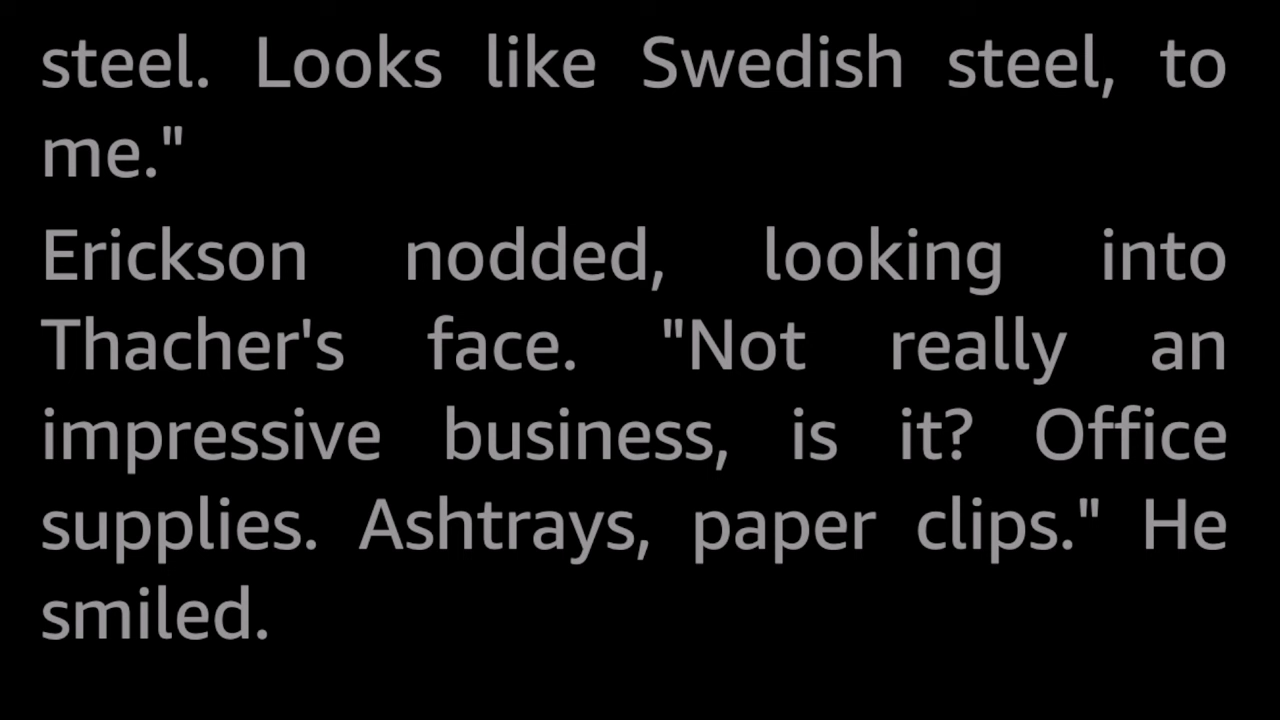 steel. Looks like Swedish steel, to
me."
Erickson nodded, looking into
Thacher's face. "Not really an
impressive business, is it? Office
supplies. Ashtrays, paper clips." He
smiled.